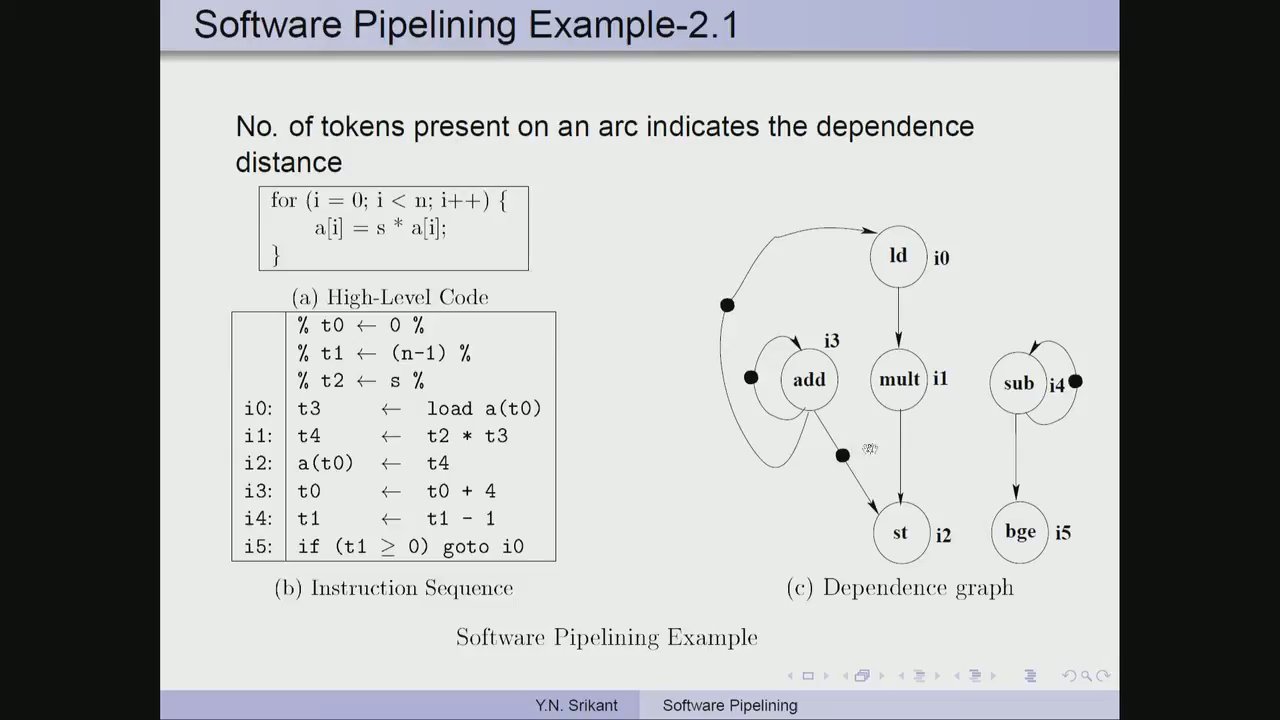 Software Pipelining Example-2.1
No. of tokens present on an arc indicates the dependence
distance
for (i = 0; i < n; i++) {
a[i] = s * a[i];
}
(a) High-Level Code
% t0 ← 0 %
% t1 ← (n-1) %
% t2 ← s %
i0: t3 ← load a(t0)
i1: t4 ← t2 * t3
i2: a(t0) ← t4
i3: t0 ← t0 + 4
i4: t1 ← t1 - 1
i5: if (t1 ≥ 0) goto i0
(b) Instruction Sequence
ld i0
i3
add mult i1 sub i4
st i2 bge i5
(c) Dependence graph
Software Pipelining Example
Y.N. Srikant Software Pipelining